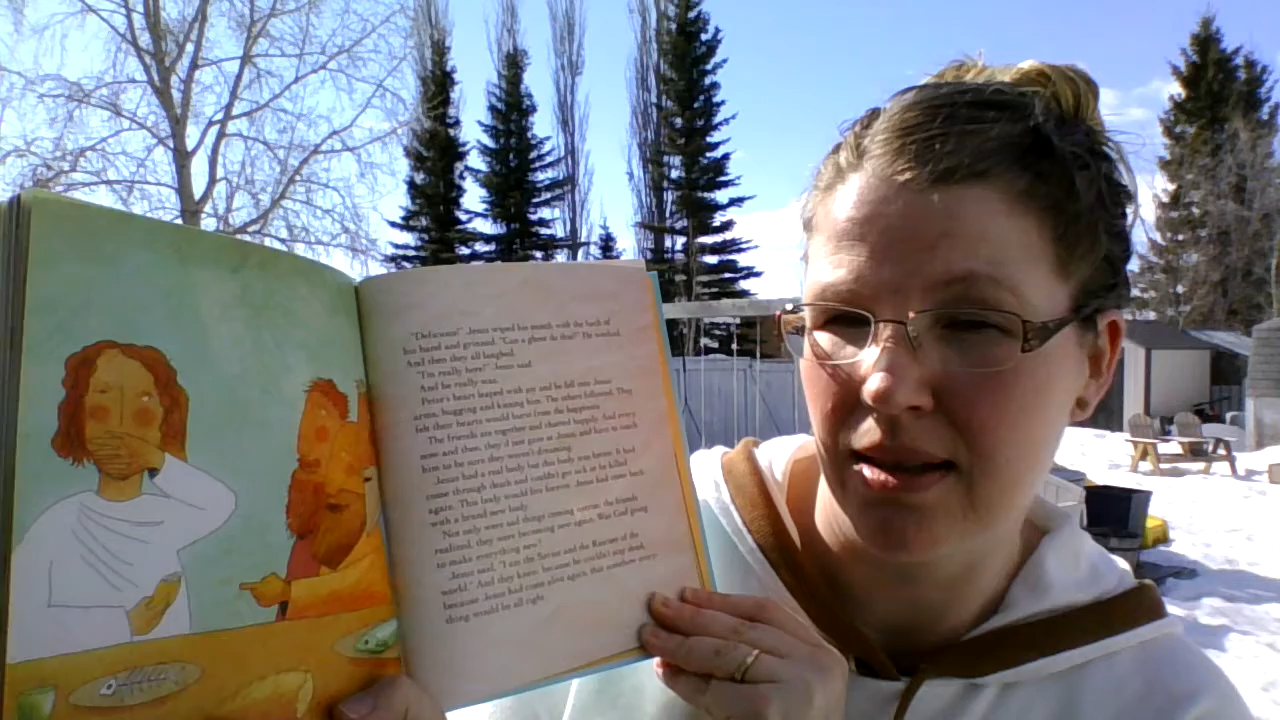 "Delicious!" Jesus wiped his mouth with the back of
his hand and grinned. "Can a ghost do that?" He winked.
And then they all laughed.
"I'm really here!" Jesus said.
And he really was.
Peter's heart leaped with joy and he fell into Jesus'
arms, hugging and kissing him. The others followed. They
felt their hearts would burst from the happiness.
The friends ate together and chatted happily. And every
now and then, they'd just gaze at Jesus and have to touch
him to be sure they weren't dreaming.
Jesus had a real body but this body was better. It had
come through death and couldn't get sick or be killed
again. This body would live forever. Jesus had come back
with a brand new body.
Not only were sad things coming untrue, the friends
realized, they were becoming new again. Was God going
to make everything new?
Jesus said, "I am the Savior and the Rescuer of the
world." And they knew, because he couldn't stay dead,
because Jesus had come alive again, that somehow every-
thing would be all right.